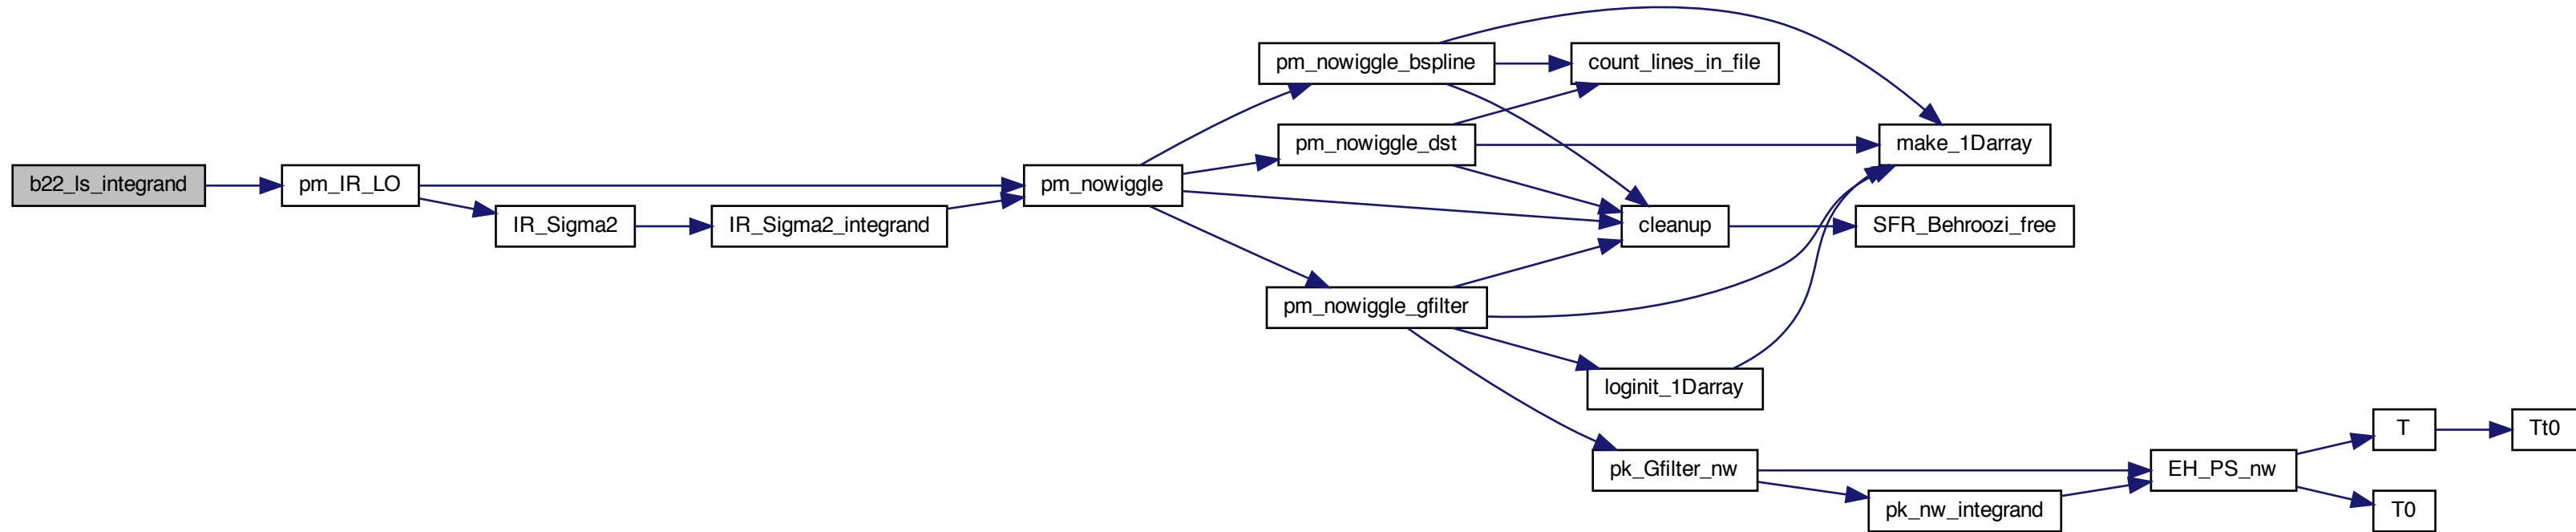 b22_ls_integrand
pm_IR_LO
IR_Sigma2
IR_Sigma2_integrand
pm_nowiggle
pm_nowiggle_bspline
pm_nowiggle_dst
pm_nowiggle_gfilter
count_lines_in_file
cleanup
loginit_1Darray
pk_Gfilter_nw
make_1Darray
SFR_Behroozi_free
pk_nw_integrand
EH_PS_nw
T
T0
Tt0